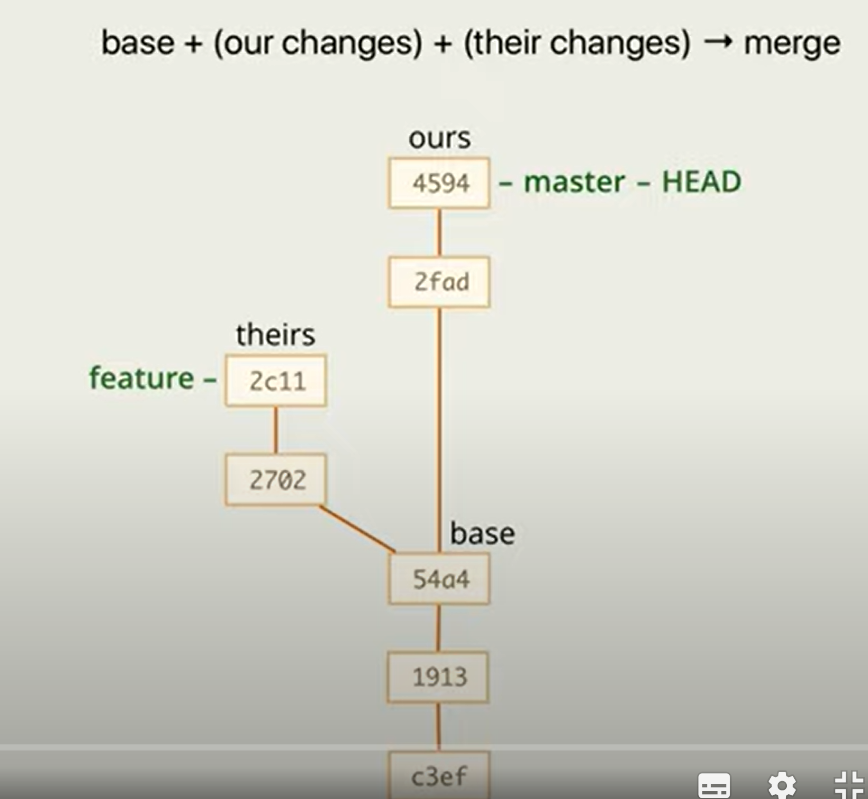 base + (our changes) + (their changes) → merge
ours
4594 – master – HEAD
2fad
theirs
feature – 2c11
2702
base
54a4
1913
c3ef